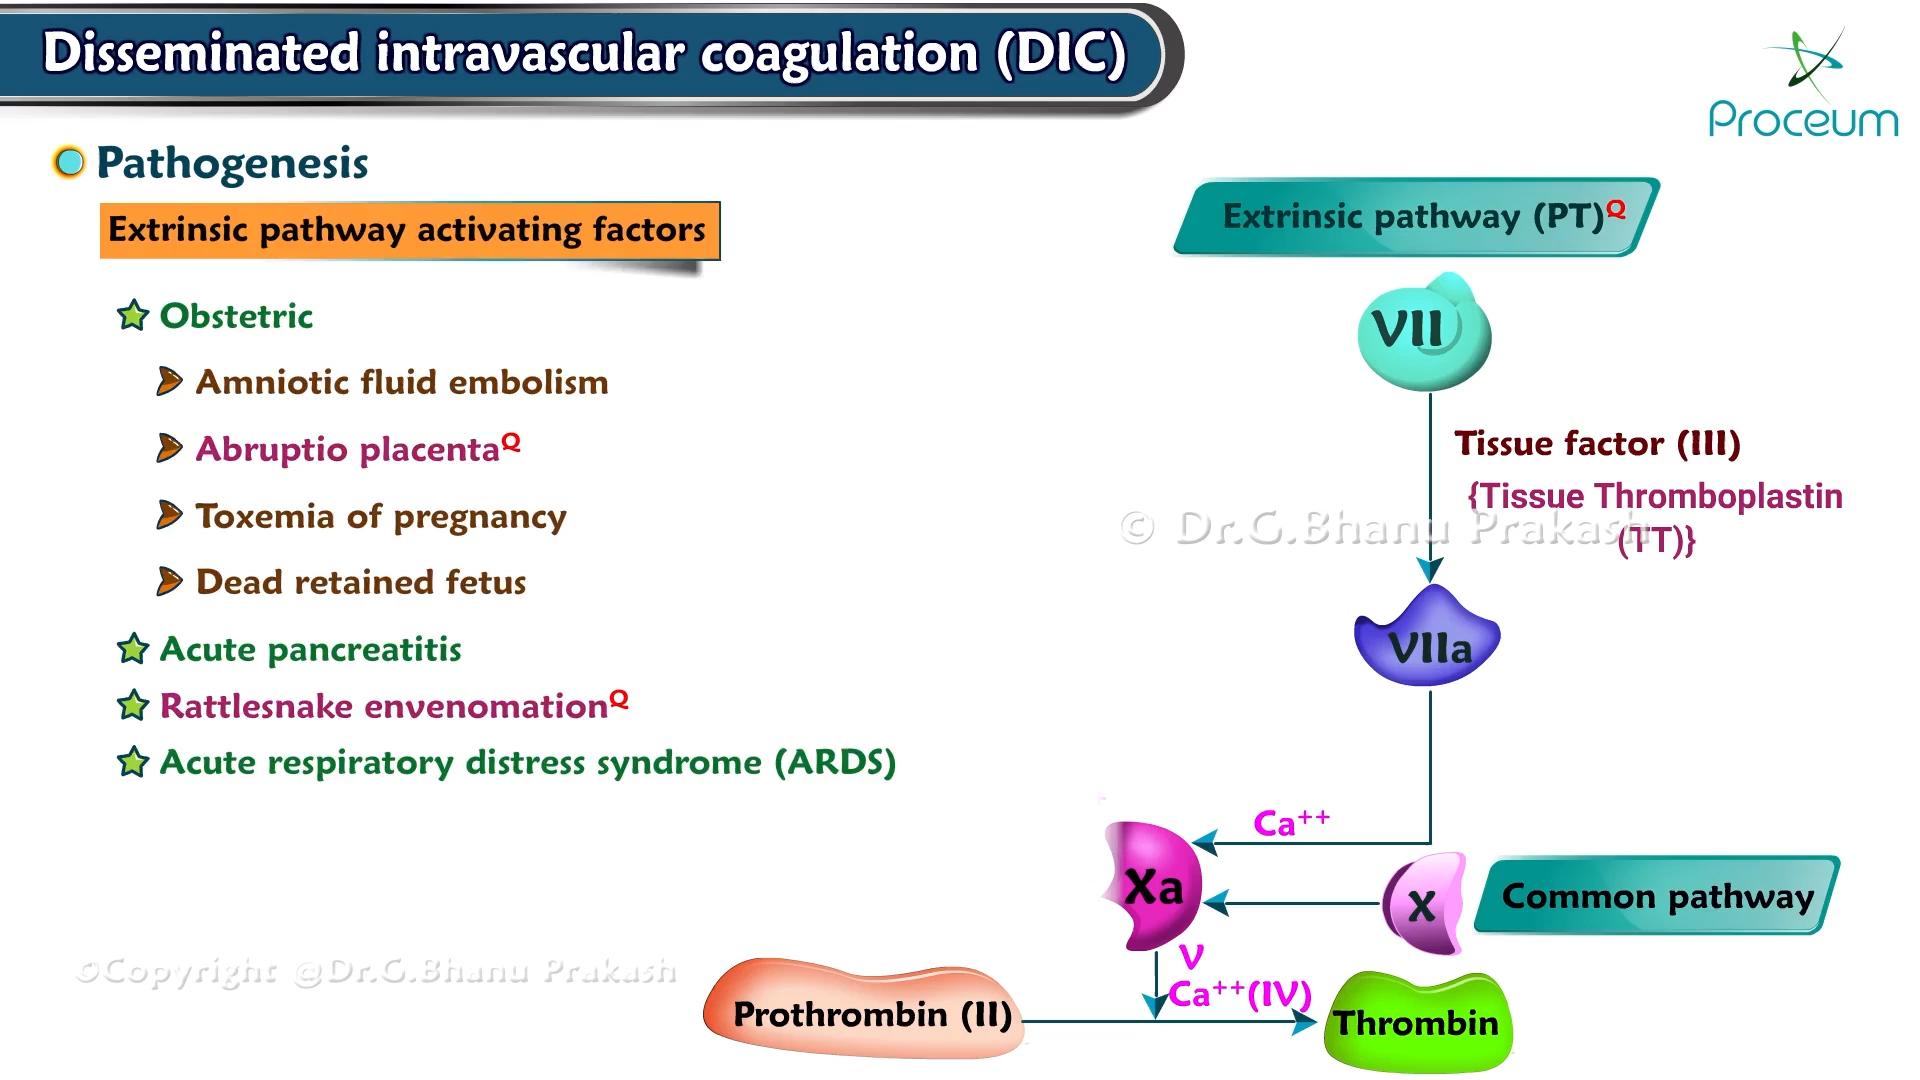 Disseminated intravascular coagulation (DIC)
Proceum
Pathogenesis
Extrinsic pathway activating factors
Obstetric
Amniotic fluid embolism
Abruptio placentaQ
Toxemia of pregnancy
Dead retained fetus
Acute pancreatitis
Rattlesnake envenomationQ
Acute respiratory distress syndrome (ARDS)
Extrinsic pathway (PT)Q
VII
Tissue factor (III)
{Tissue Thromboplastin
(TT)}
© Dr.G.Bhanu Prakash
VIIa
Ca++
Xa
X
Common pathway
V
Ca++(IV)
Prothrombin (II)
Thrombin
©Copyright @Dr.G.Bhanu Prakash